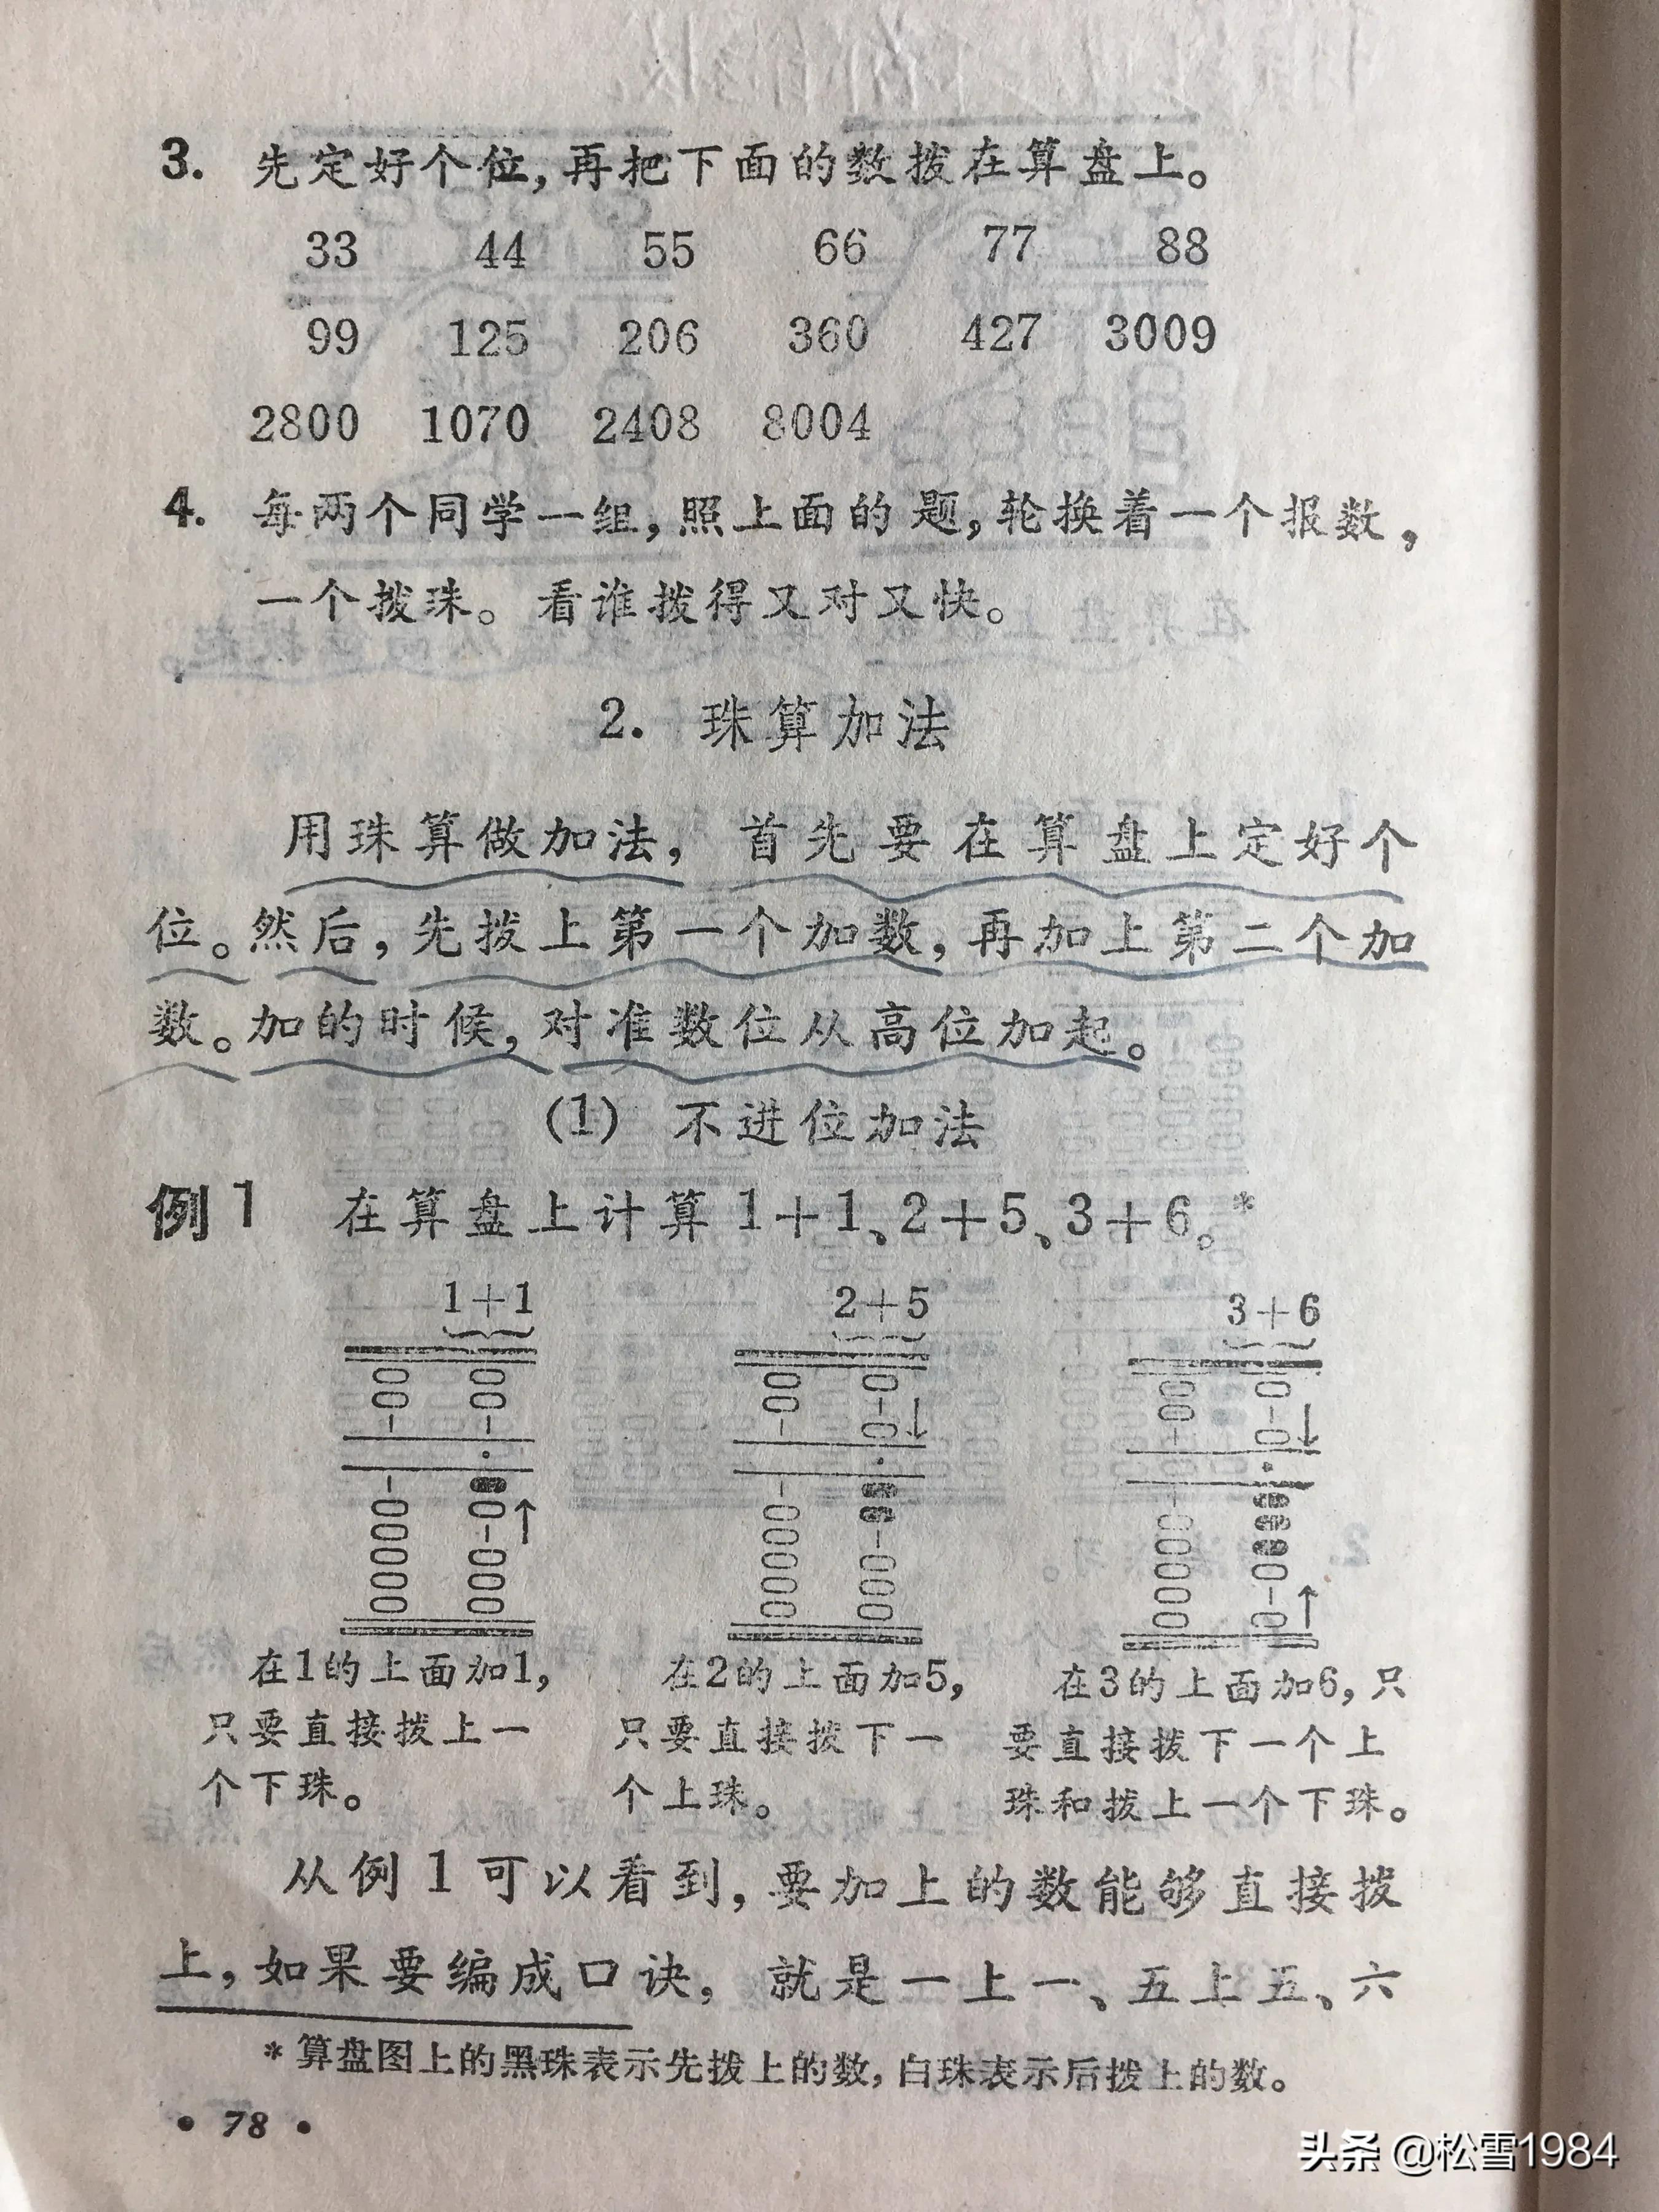 3. 先定好个位,再把下面的数拨在算盘上。
33 44 55 66 77 88
99 125 206 360 427 3009
2800 1070 2408 8004
4. 每两个同学一组,照上面的题,轮换着一个报数,
一个拨珠。看谁拨得又对又快。
2. 珠算加法
用珠算做加法,首先要在算盘上定好个
位。然后,先拨上第一个加数,再加上第二个加
数。加的时候,对准数位从高位加起。
(1) 不进位加法
例1 在算盘上计算1+1、2+5、3+6。*
1+1 2+5 3+6
在1的上面加1,
只要直接拨上一
个下珠。
在2的上面加5,
只要直接拨下一
个上珠。
在3的上面加6,只
要直接拨下一个上
珠和拨上一个下珠。
从例1可以看到,要加上的数能够直接拨
上,如果要编成口诀,就是一上一、五上五、六
*算盘图上的黑珠表示先拨上的数,白珠表示后拨上的数。
• 78 •
头条 @松雪1984